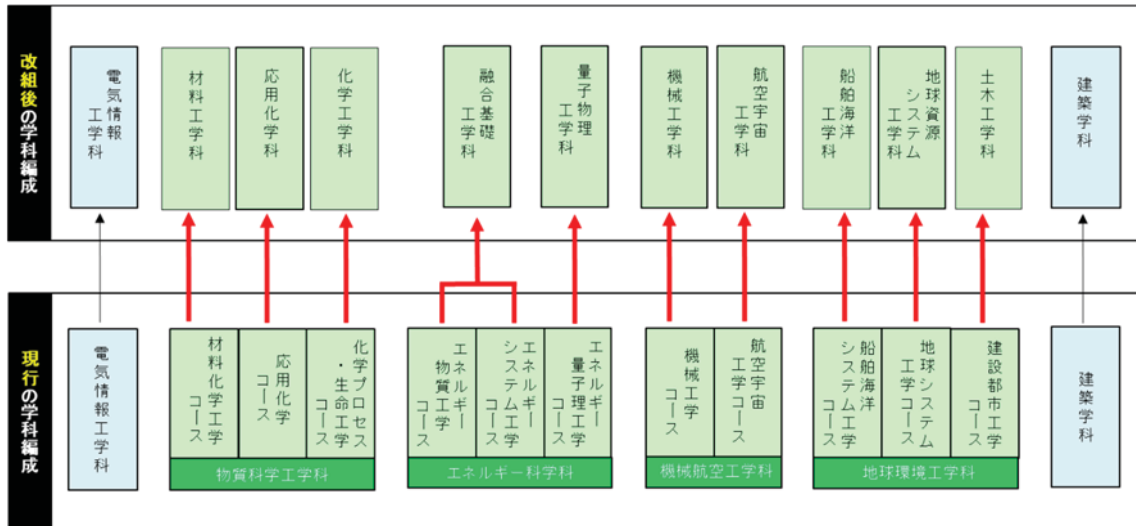 改組後の学科編成
電気情報
工学科
材料工学科
応用化学科
化学工学科
融合基礎
工学科
量子物理
工学科
機械工学科
航空宇宙
工学科
船舶海洋
工学科
地球資源
システム
工学科
土木工学科
建築学科
現行の学科編成
電気情報工学科
材料化学工学
コース
応用化学
コース
化学プロセス
・生命工学
コース
物質科学工学科
エネルギー
物質工学
コース
エネルギー
システム工学
コース
エネルギー
量子理工学
コース
エネルギー科学科
機械工学
コース
航空宇宙
工学コース
機械航空工学科
船舶海洋
システム工学
コース
地球システム
工学コース
建設都市工学
コース
地球環境工学科
建築学科